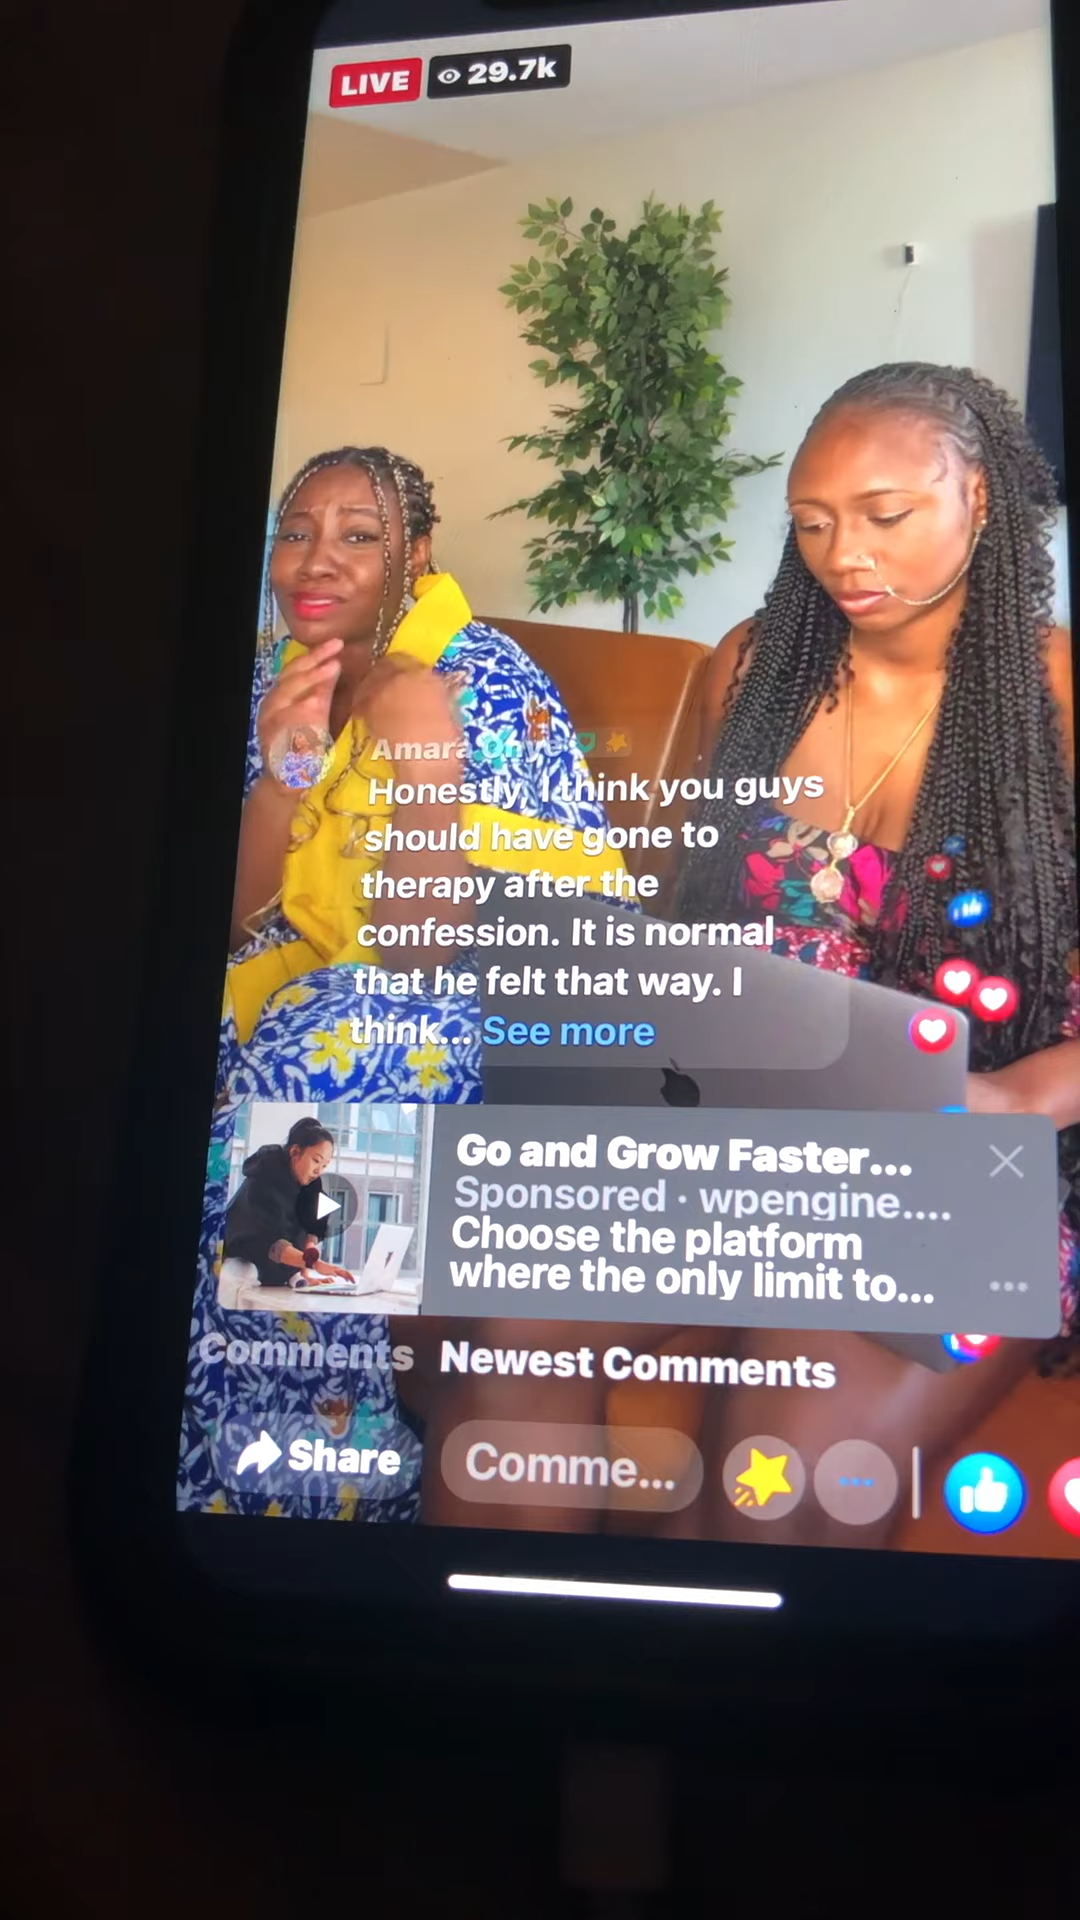 LIVE 29.7k
Amara Onye
Honestly, I think you guys
should have gone to
therapy after the
confession. It is normal
that he felt that way. I
think... See more
Go and Grow Faster...
Sponsored · wpengine....
Choose the platform
where the only limit to...
Comments Newest Comments
Share Comme...